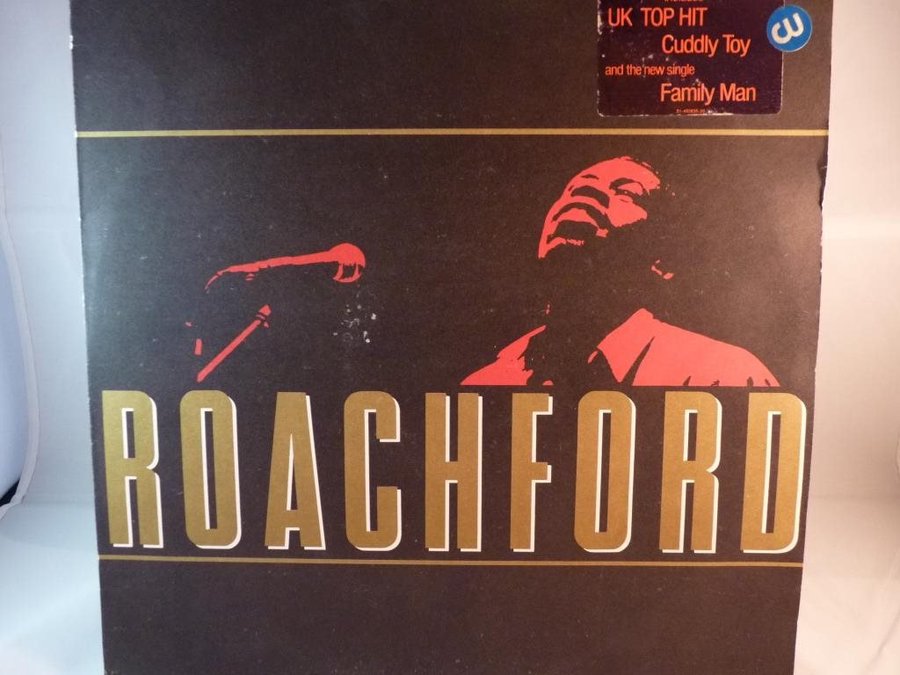 UK TOP HIT
Cuddly Toy
and the new single
Family Man
ROACHFORD